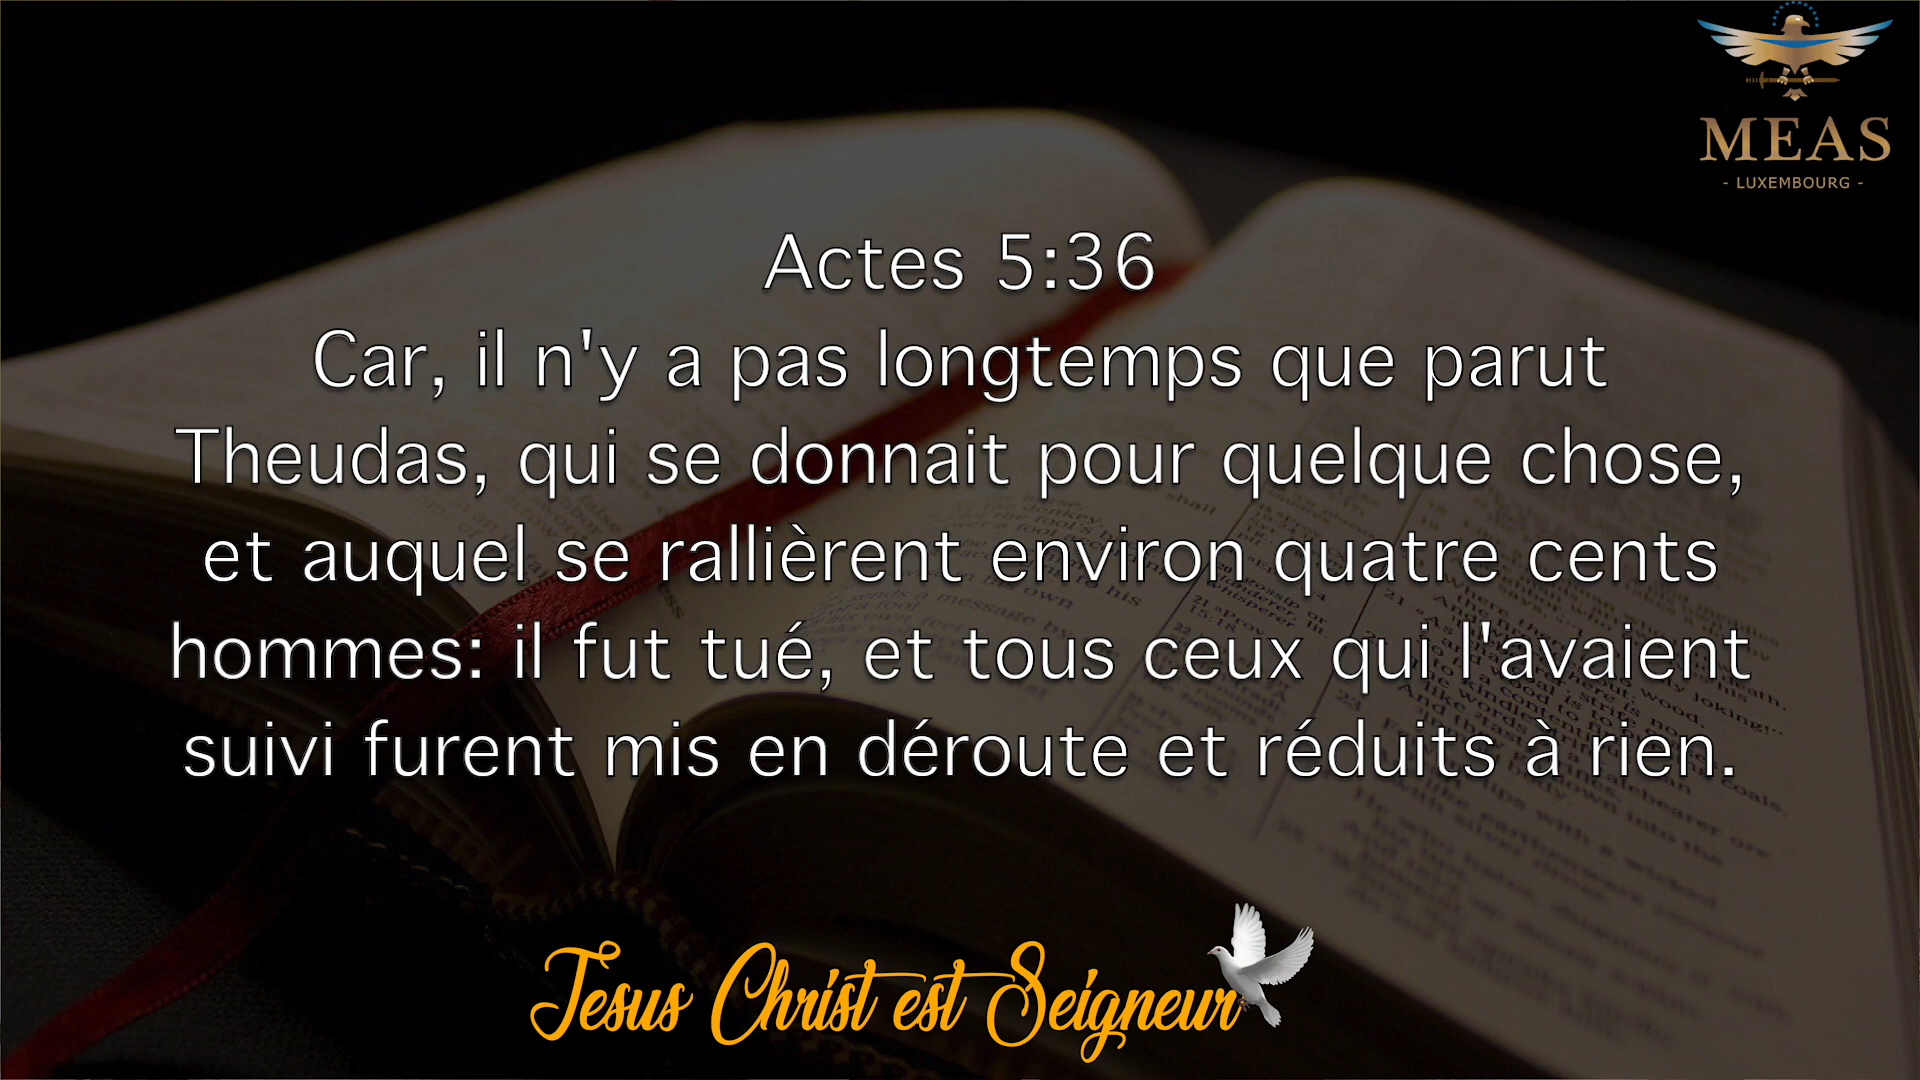 MEAS
- LUXEMBOURG -
Actes 5:36
Car, il n'y a pas longtemps que parut
Theudas, qui se donnait pour quelque chose,
et auquel se rallièrent environ quatre cents
hommes: il fut tué, et tous ceux qui l'avaient
suivi furent mis en déroute et réduits à rien.
Jèsus Christ est Seigneur